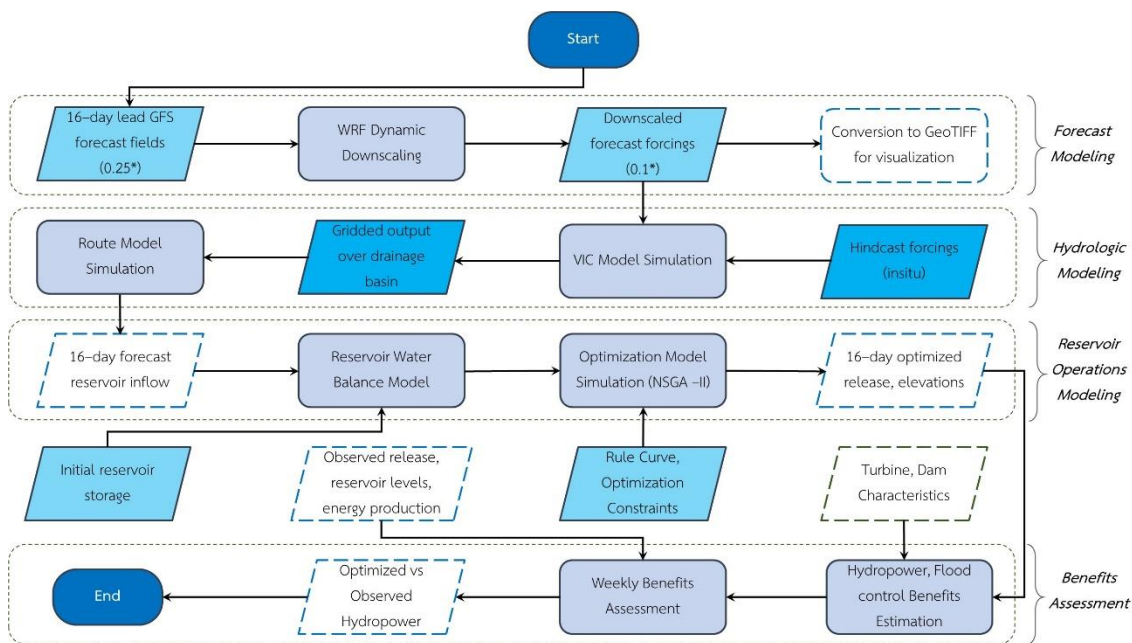 Start
16-day lead GFS
forecast fields
(0.25*)
WRF Dynamic
Downscaling
Downscaled
forecast forcings
(0.1*)
Conversion to GeoTIFF
for visualization
Forecast
Modeling
Route Model
Simulation
Gridded output
over drainage
basin
VIC Model Simulation
Hindcast forcings
(insitu)
Hydrologic
Modeling
16-day forecast
reservoir inflow
Reservoir Water
Balance Model
Optimization Model
Simulation (NSGA -II)
16-day optimized
release, elevations
Reservoir
Operations
Modeling
Initial reservoir
storage
Observed release,
reservoir levels,
energy production
Rule Curve,
Optimization
Constraints
Turbine, Dam
Characteristics
End
Optimized vs
Observed
Hydropower
Weekly Benefits
Assessment
Hydropower, Flood
control Benefits
Estimation
Benefits
Assessment